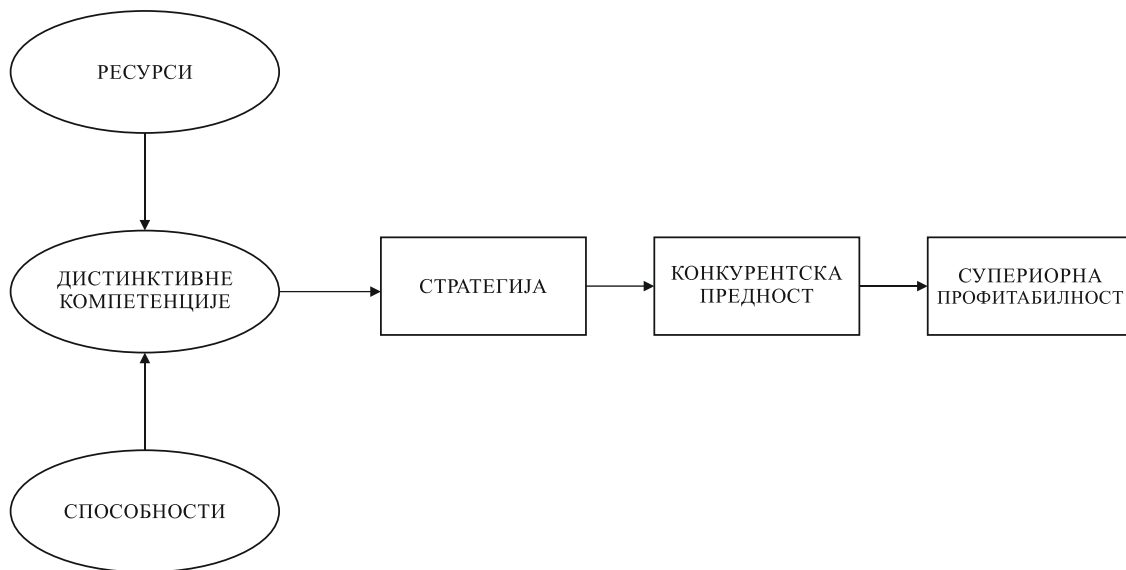 РЕСУРСИ
ДИСТИНКТИВНЕ
КОМПЕТЕНЦИЈЕ
СТРАТЕГИЈА
КОНКУРЕНТСКА
ПРЕДНОСТ
СУПЕРИОРНА
ПРОФИТАБИЛНОСТ
СПОСОБНОСТИ